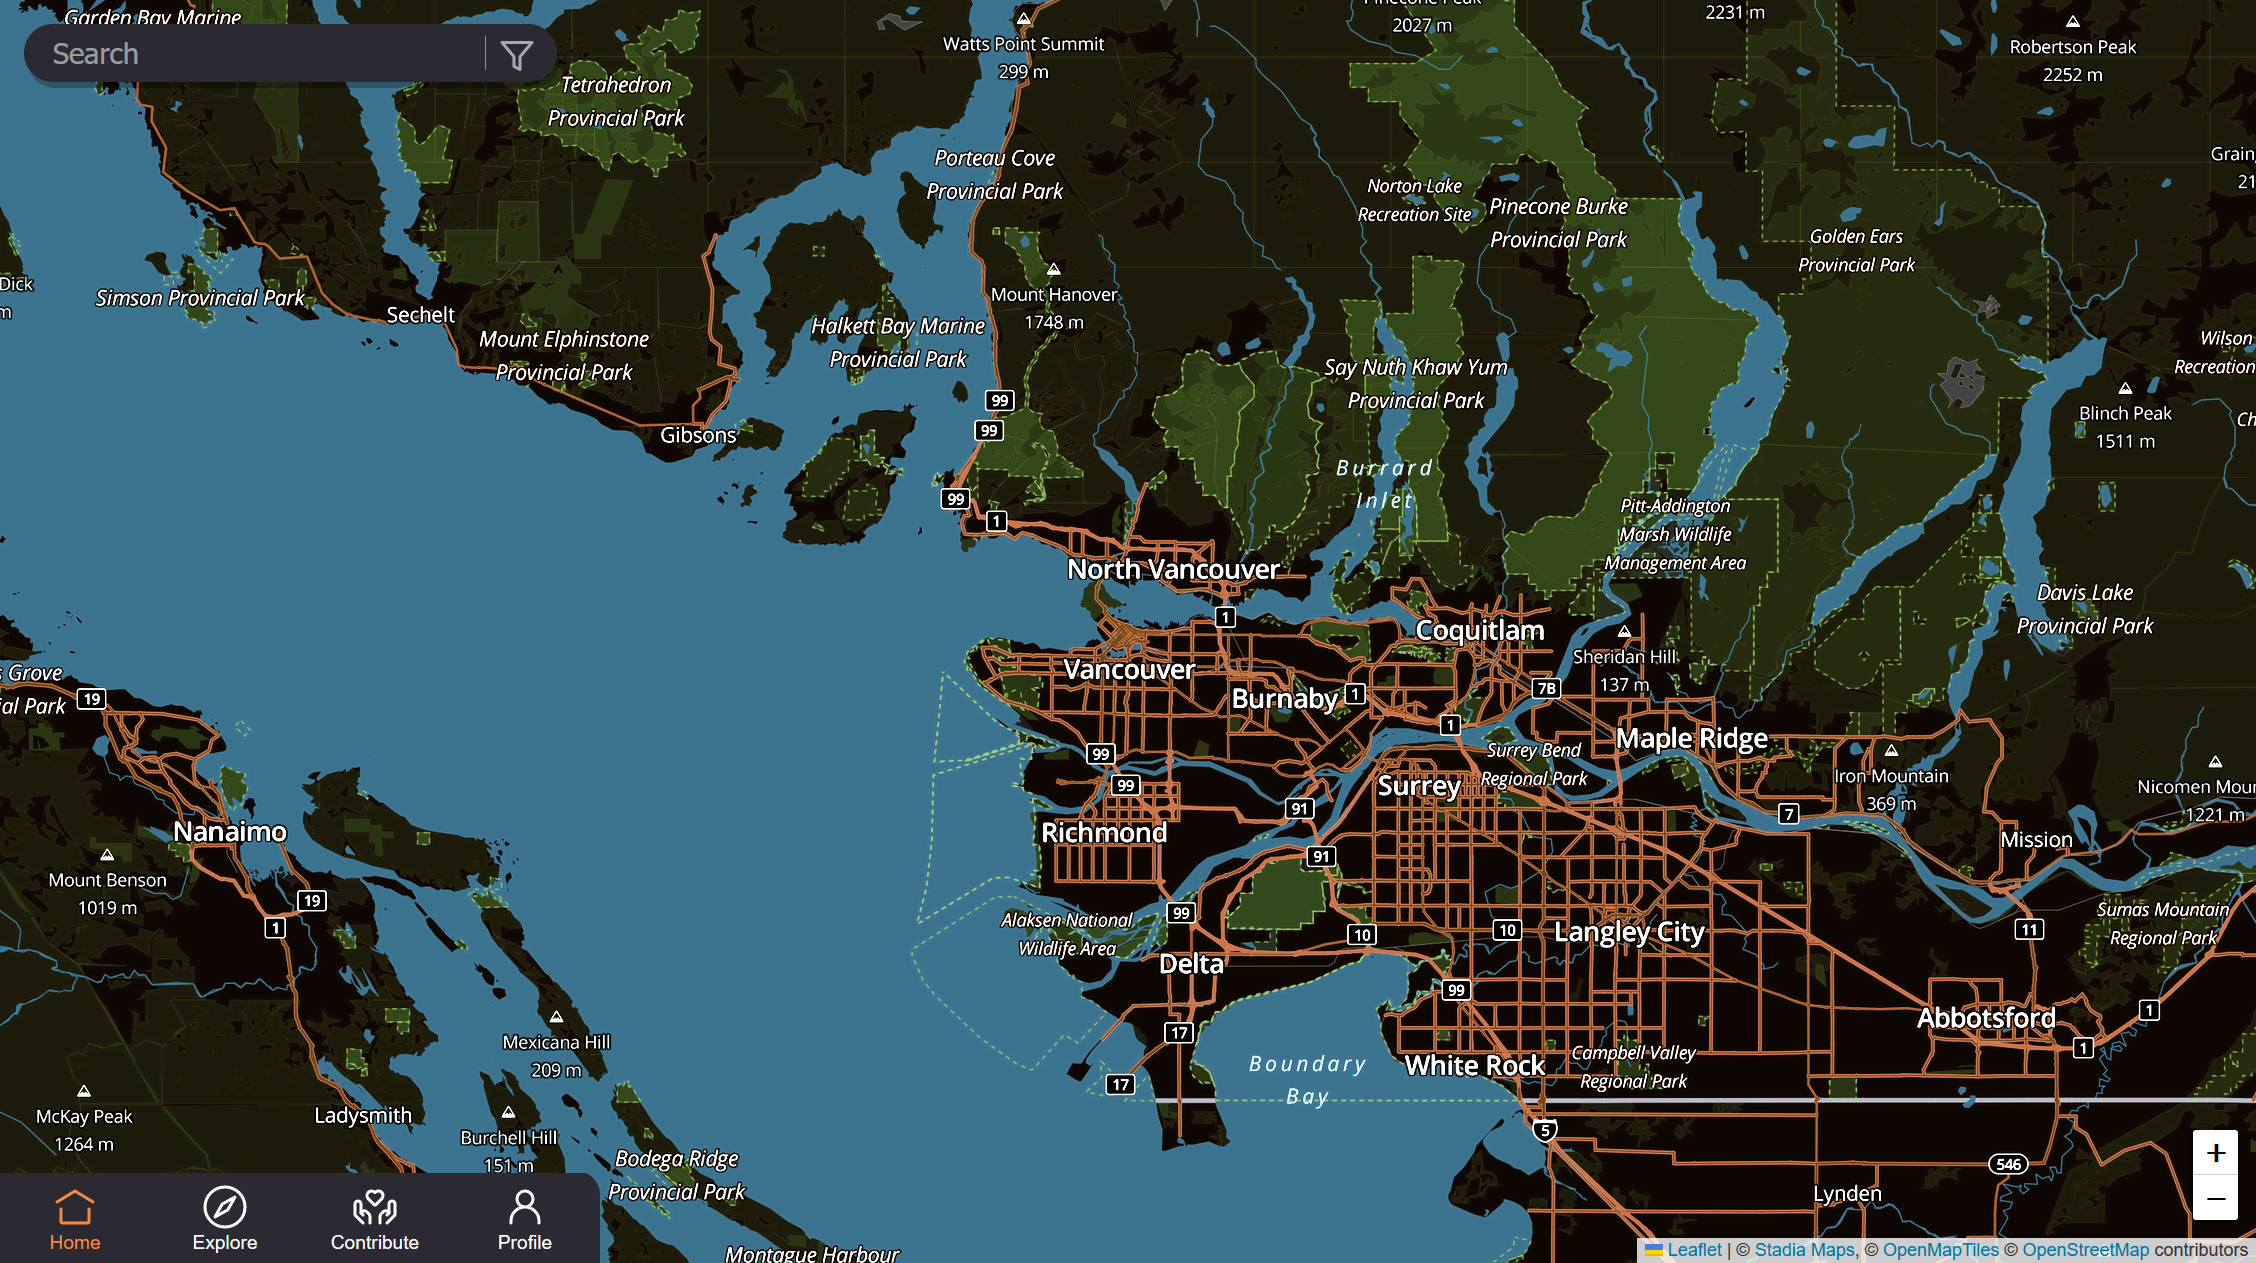 Garden Bay Marine
Search
Tetrahedron
Provincial Park
Watts Point Summit
299 m
2027 m
2231 m
Robertson Peak
2252 m
Porteau Cove
Provincial Park
Norton Lake
Recreation Site
Pinecone Burke
Provincial Park
Golden Ears
Provincial Park
Simson Provincial Park
Sechelt
Mount Elphinstone
Provincial Park
Gibsons
Halkett Bay Marine
Provincial Park
Mount Hanover
1748 m
99
99
99
1
Say Nuth Khaw Yum
Provincial Park
Burrard
Inlet
Wilson
Recreation
Blinch Peak
1511 m
Pitt-Addington
Marsh Wildlife
Management Area
Davis Lake
Provincial Park
North Vancouver
1
Coquitlam
Sheridan Hill
137 m
Vancouver
Burnaby
1
7B
1
Grove
Park
19
99
99
Surrey Bend
Regional Park
Maple Ridge
Surrey
91
91
Iron Mountain
369 m
7
Nicomen
1221 m
Mission
Nanaimo
Mount Benson
1019 m
19
1
Richmond
Alaksen National
Wildlife Area
99
10
10
Langley City
11
Sumas Mountain
Regional Park
Delta
99
17
17
Abbotsford
1
1
Mexicana Hill
209 m
Boundary
Bay
White Rock
Campbell Valley
Regional Park
McKay Peak
1264 m
Ladysmith
Burchell Hill
151 m
5
546
Lynden
Bodega Ridge
Provincial Park
Montague Harbour
Home
Explore
Contribute
Profile
+
−
Leaflet | © Stadia Maps, © OpenMapTiles © OpenStreetMap contributors